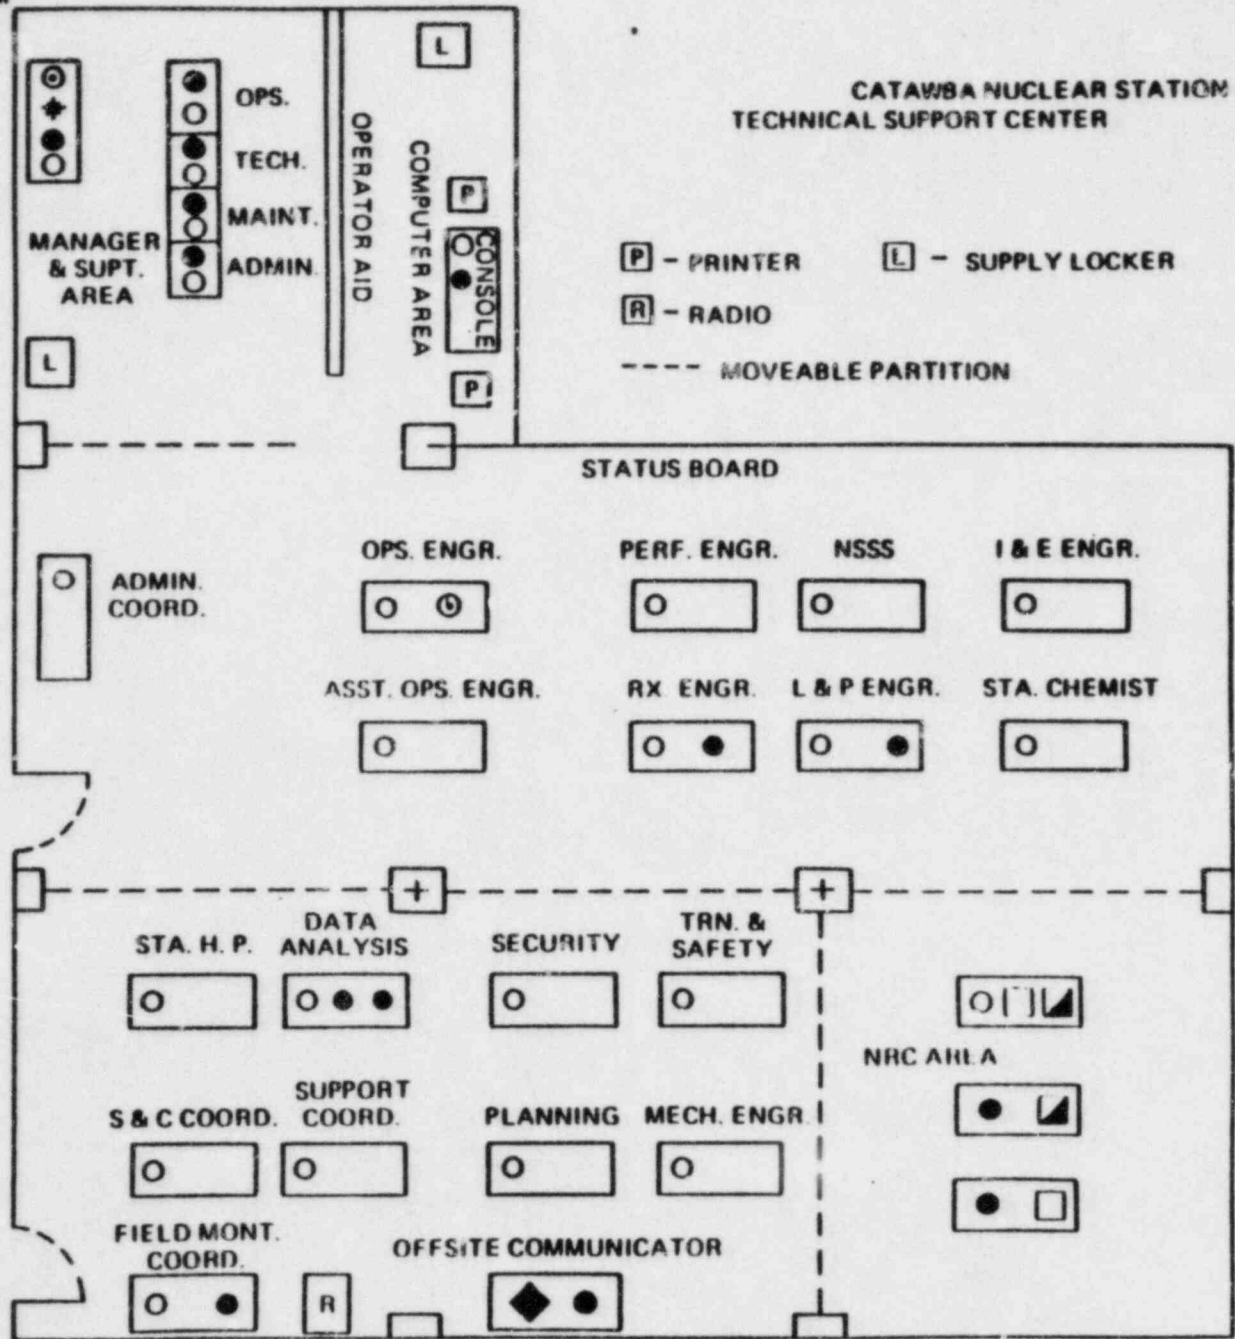 L
CATAWBA NUCLEAR STATION
TECHNICAL SUPPORT CENTER
OPS.
TECH.
MAINT.
ADMIN.
MANAGER
& SUPT.
AREA
OPERATOR AID
COMPUTER AREA
P
CONSOLE
P
L
P - PRINTER
L - SUPPLY LOCKER
R - RADIO
---- MOVEABLE PARTITION
STATUS BOARD
ADMIN.
COORD.
OPS. ENGR.
PERF. ENGR.
NSSS
I & E ENGR.
ASST. OPS. ENGR.
RX ENGR.
L & P ENGR.
STA. CHEMIST
STA. H. P.
DATA
ANALYSIS
SECURITY
TRN. &
SAFETY
NRC AREA
S & C COORD.
SUPPORT
COORD.
PLANNING
MECH. ENGR.
FIELD MONT.
COORD.
R
OFFSITE COMMUNICATOR